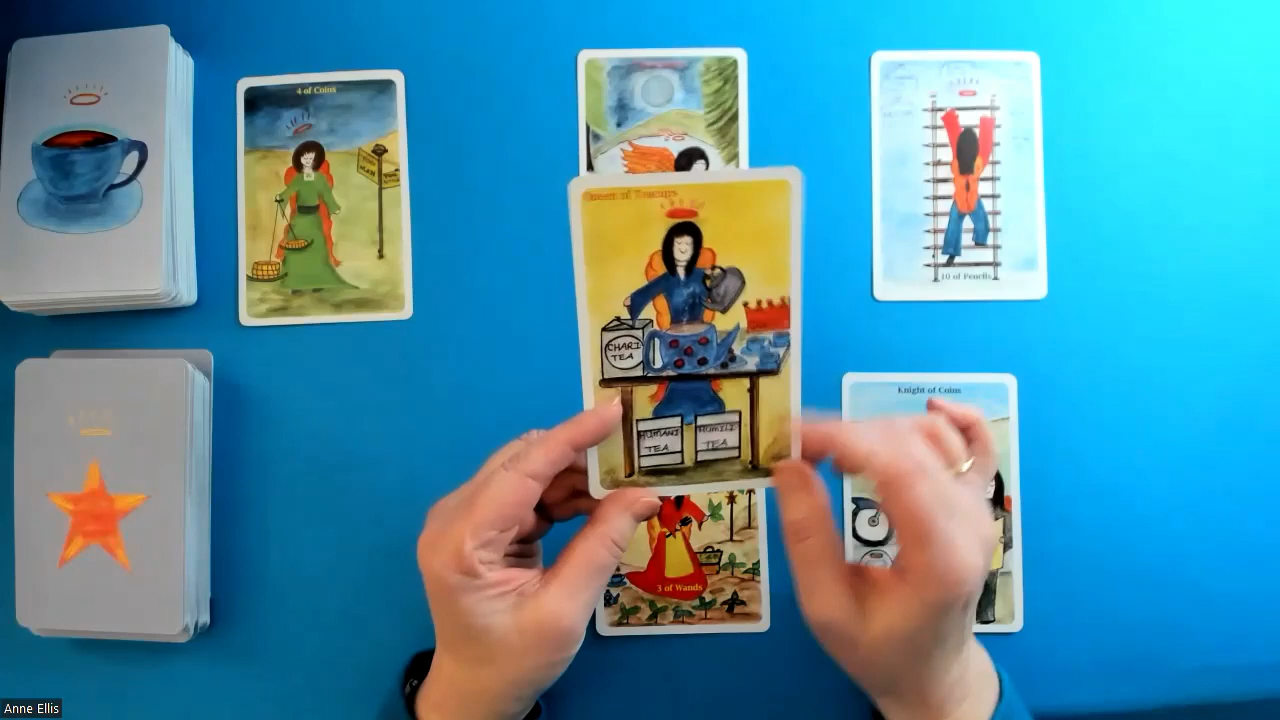 4 of Coins
10 of Pencils
Queen of Teacups
CHARI
TEA
HUMANI
TEA
HUMILI
TEA
Knight of Coins
3 of Wands
Anne Ellis